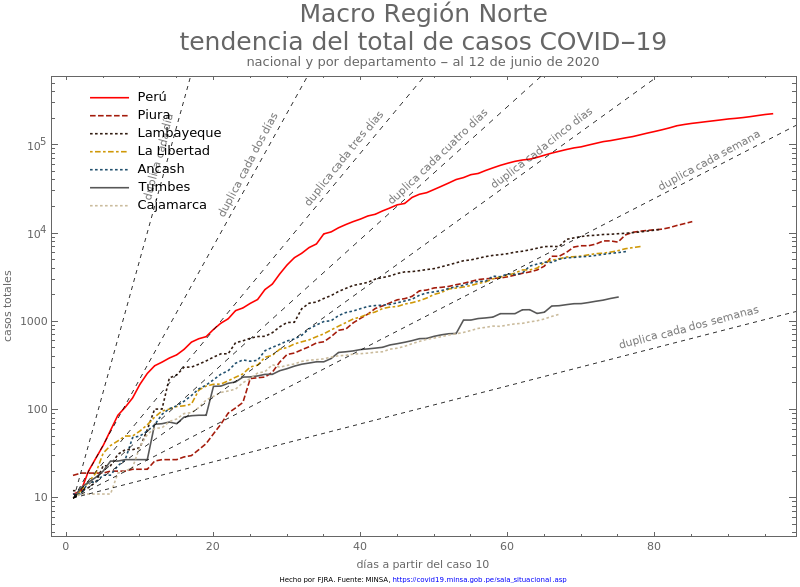 Macro Región Norte
tendencia del total de casos COVID–19
nacional y por departamento – al 12 de junio de 2020
Perú
Piura
Lambayeque
La Libertad
Ancash
Tumbes
Cajamarca
duplica cada día
duplica cada dos días
duplica cada tres días
duplica cada cuatro días
duplica cada cinco días
duplica cada semana
duplica cada dos semanas
casos totales
10^5
10^4
1000
100
10
0 20 40 60 80
días a partir del caso 10
Hecho por FJRA. Fuente: MINSA, https://covid19.minsa.gob.pe/sala_situacional.asp